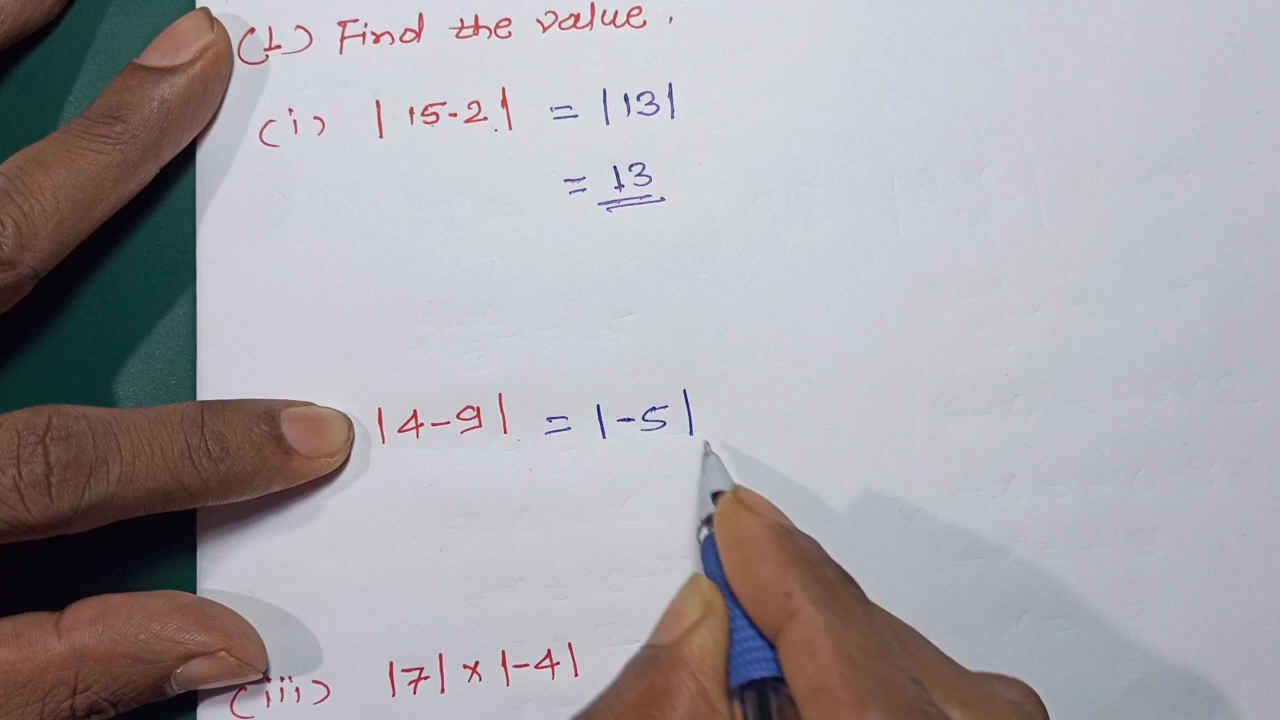 (1) Find the value.
(i) |15-2| = |13|
= 13
|4-9| = |-5|
(iii) |7| × |-4|